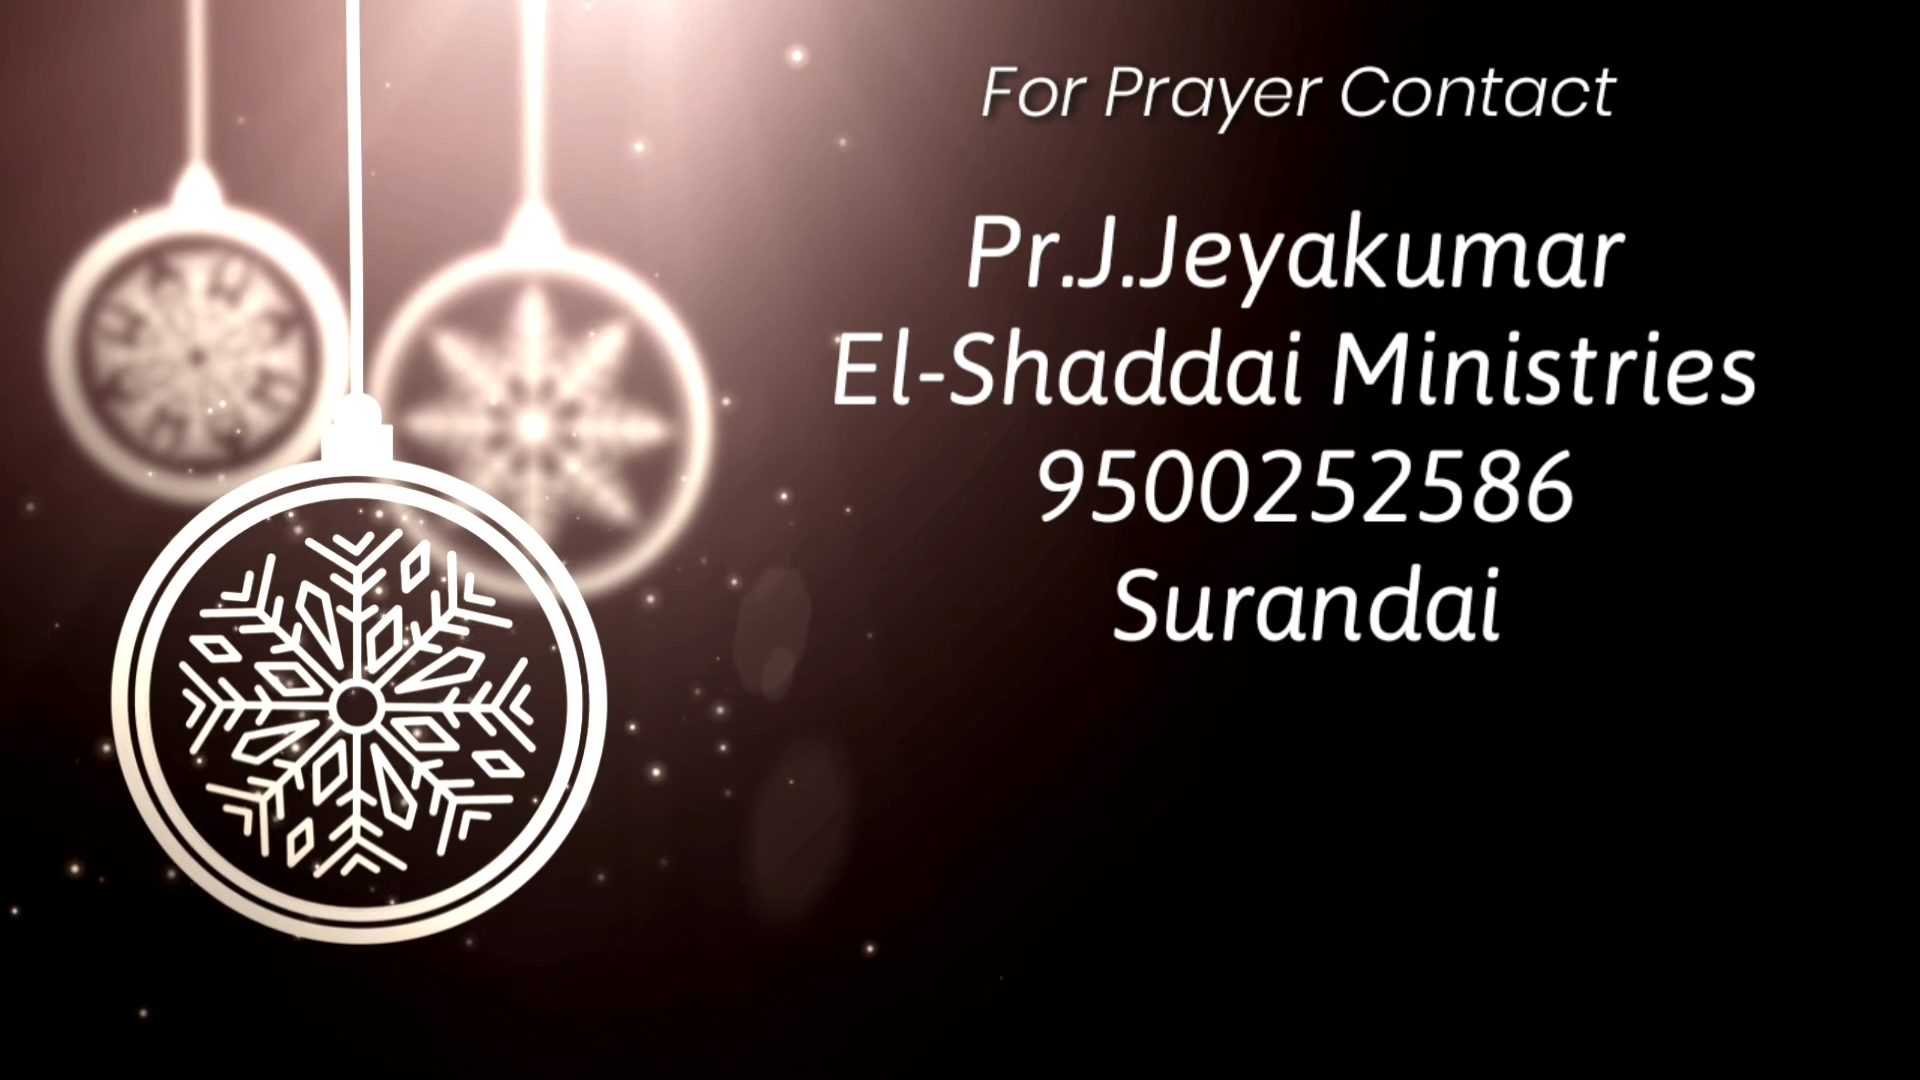 For Prayer Contact
Pr.J.Jeyakumar
El-Shaddai Ministries
9500252586
Surandai